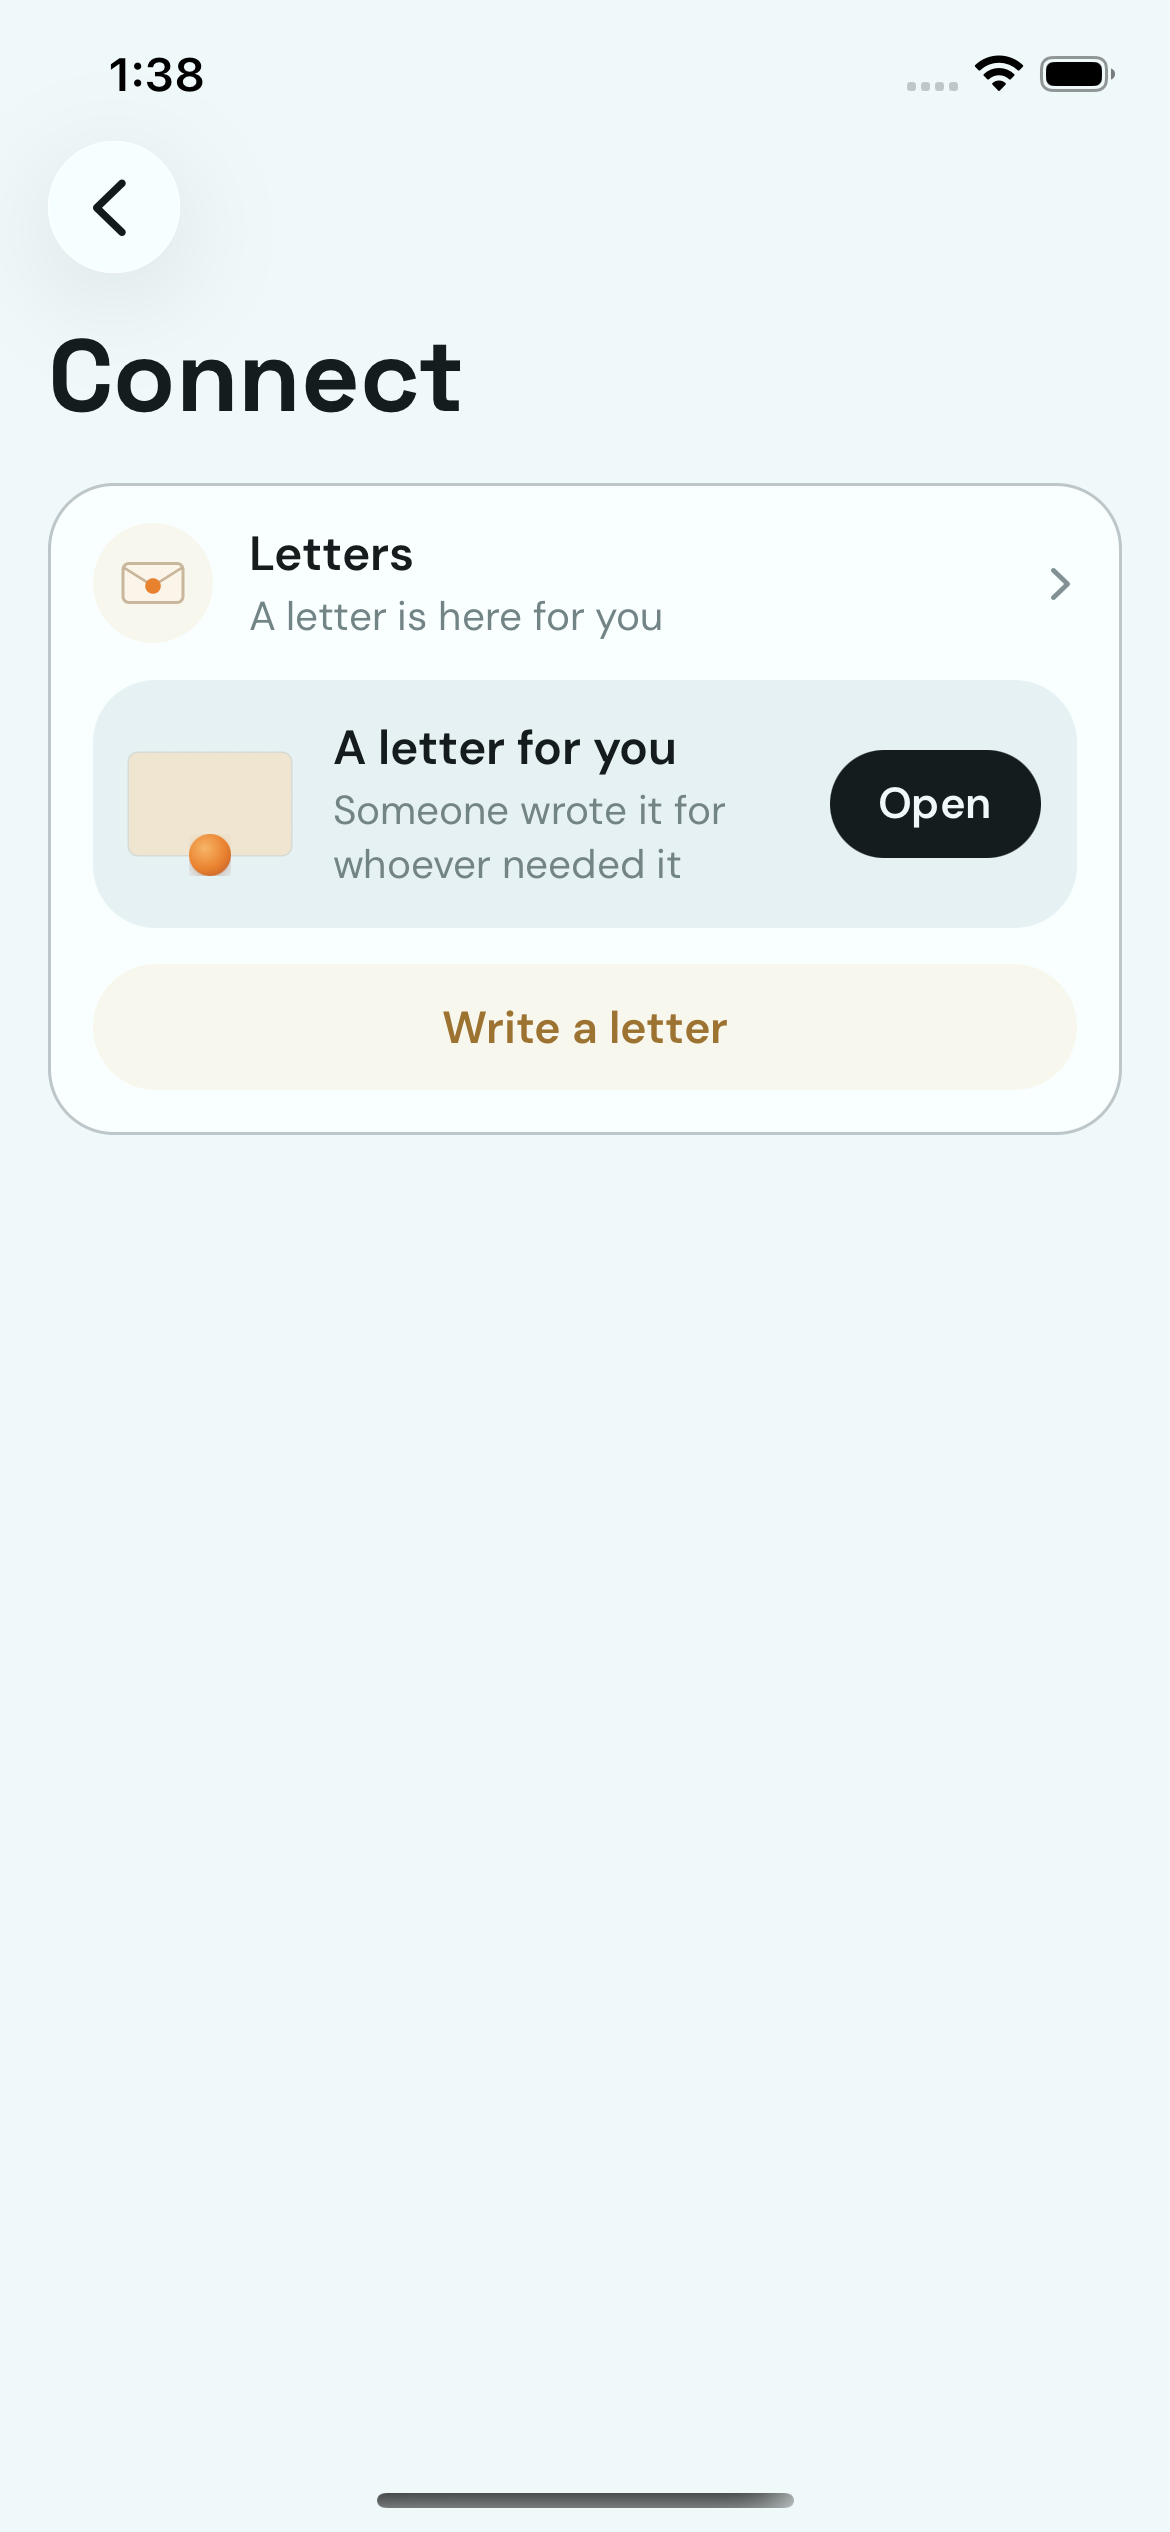 1:38
Connect
Letters
A letter is here for you
A letter for you
Someone wrote it for
whoever needed it
Open
Write a letter